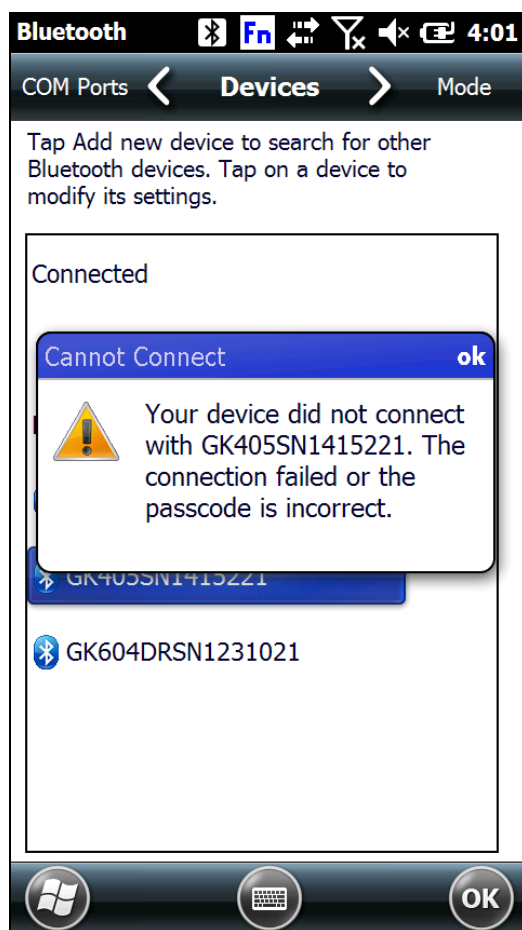 Bluetooth Fn 4:01
COM Ports Devices Mode
Tap Add new device to search for other
Bluetooth devices. Tap on a device to
modify its settings.
Connected
Cannot Connect ok
Your device did not connect
with GK405SN1415221. The
connection failed or the
passcode is incorrect.
GK405SN1415221
GK604DRSN1231021
OK